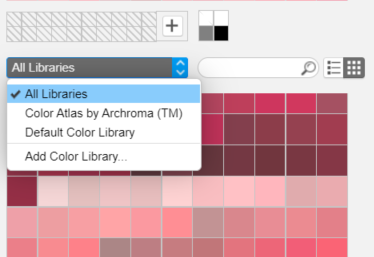 All Libraries
All Libraries
Color Atlas by Archroma (TM)
Default Color Library
Add Color Library...